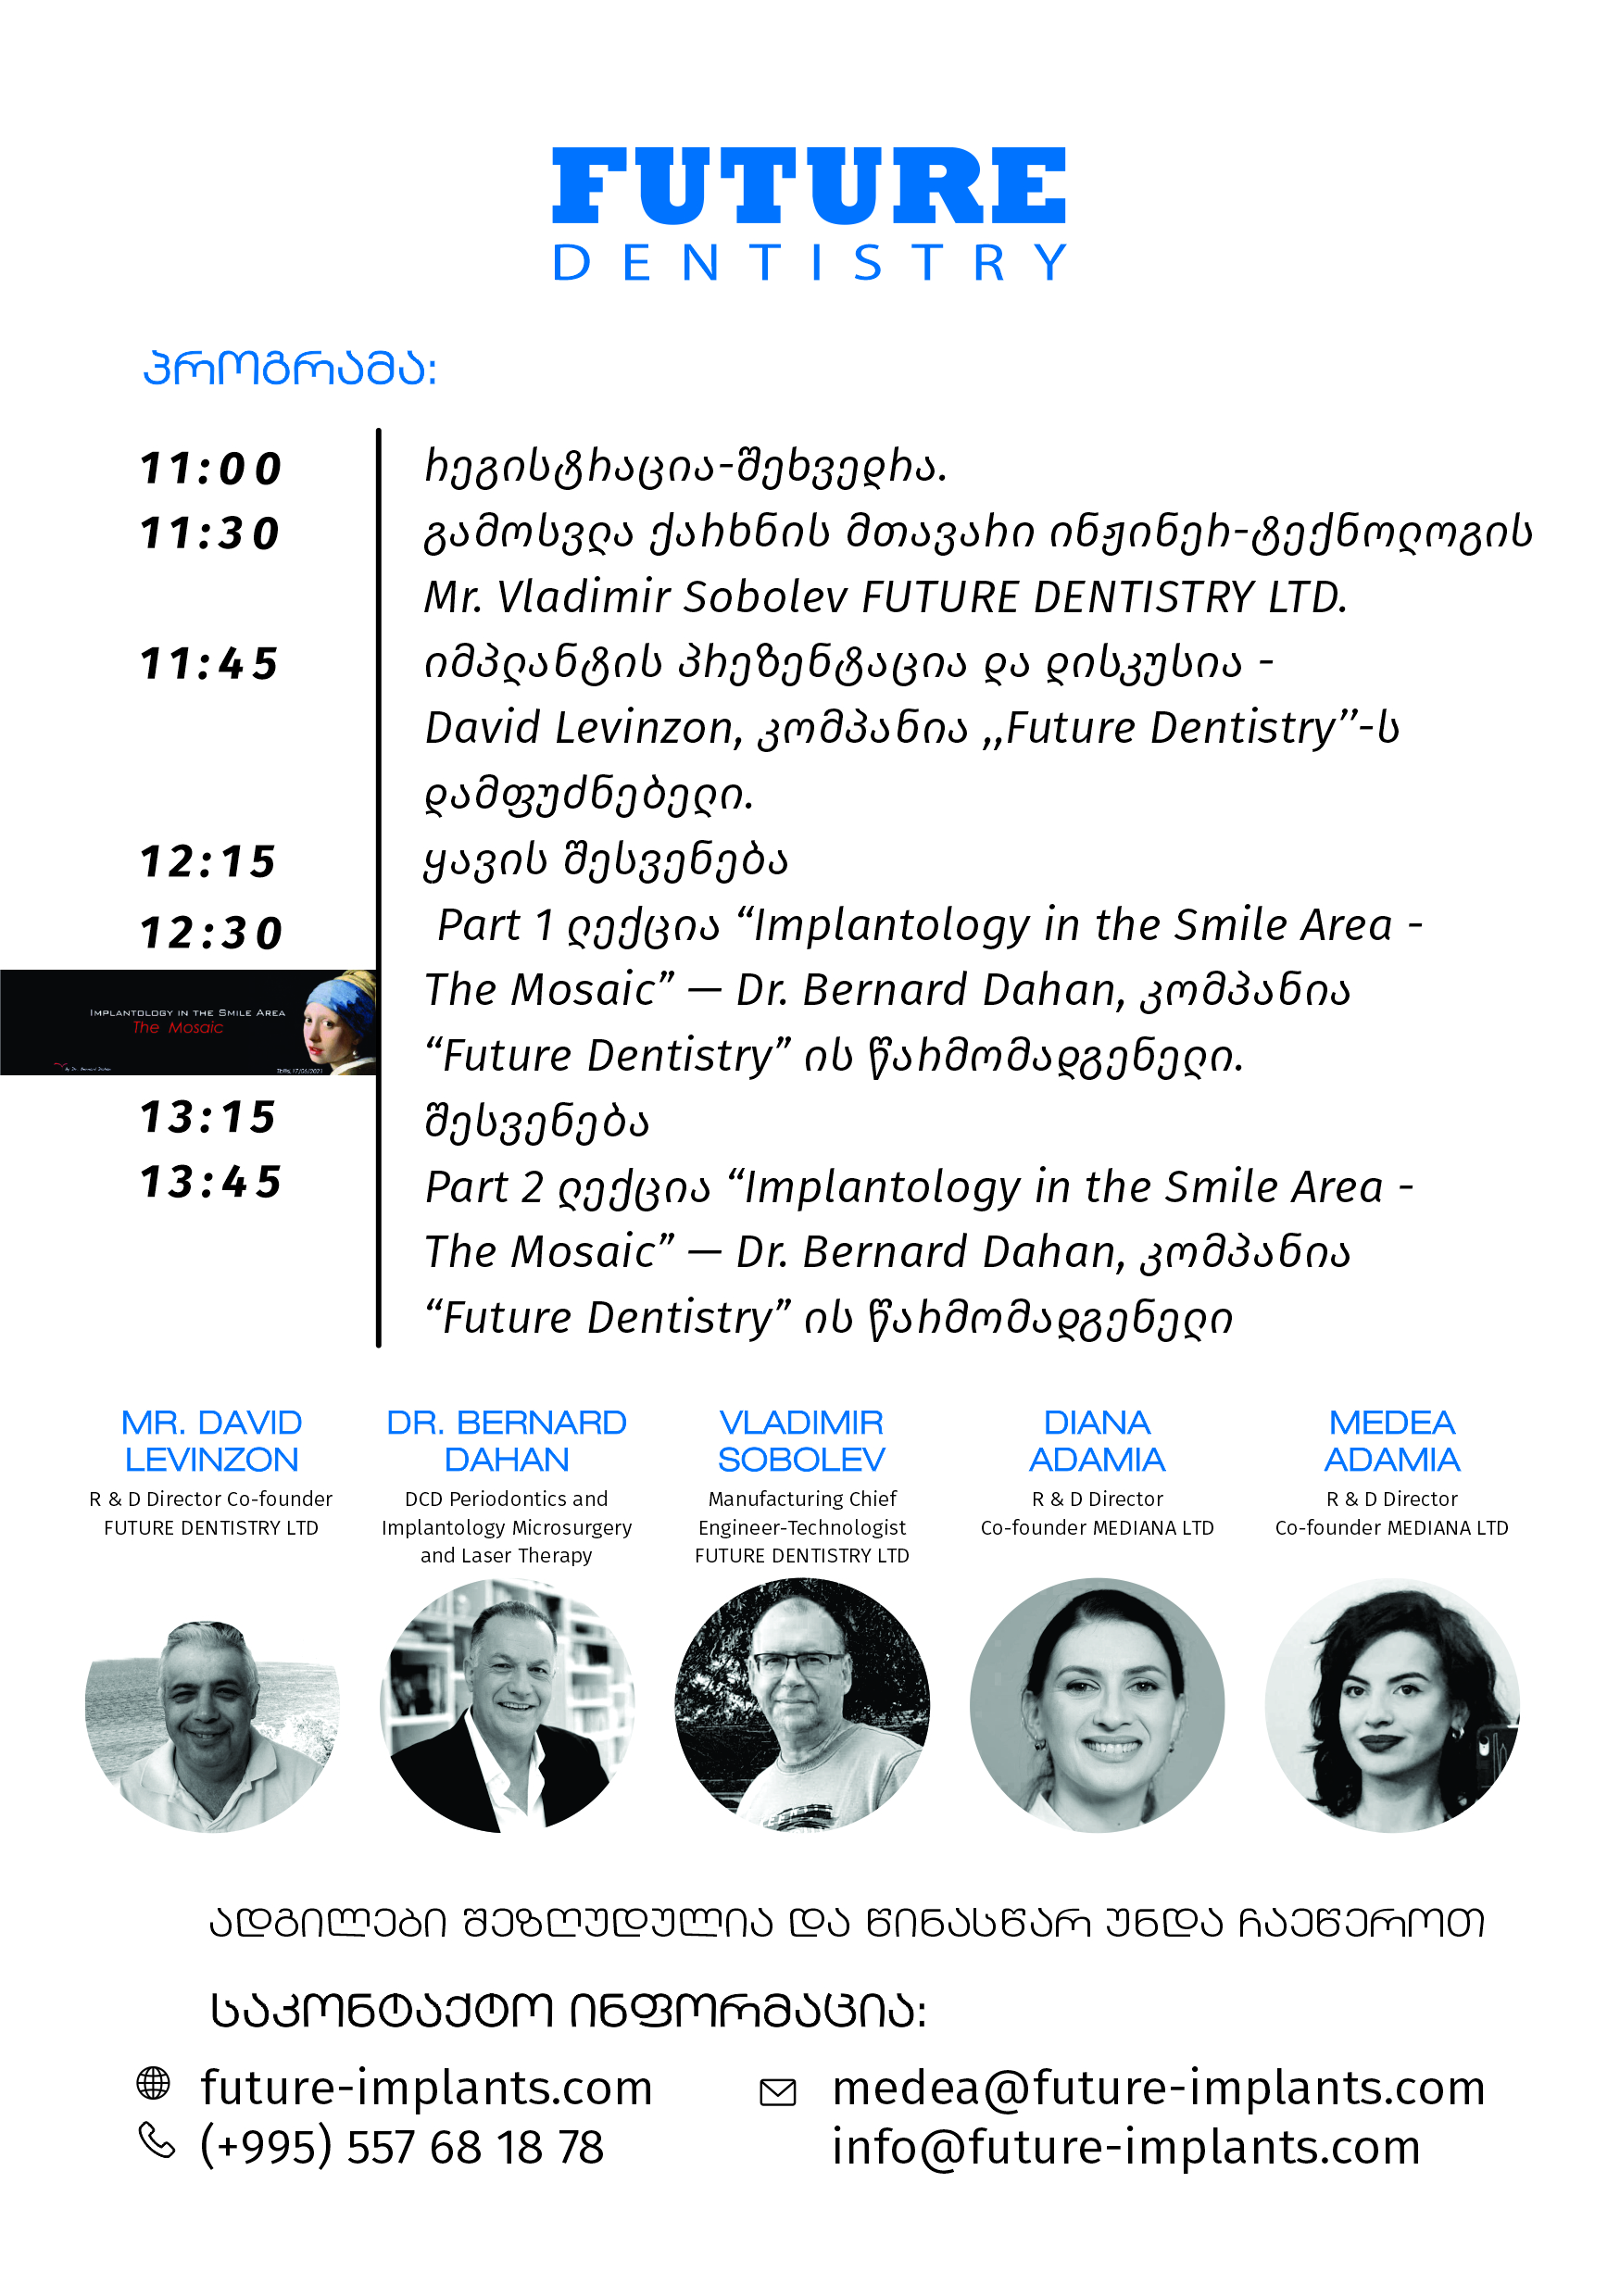 FUTURE
DENTISTRY
პროგრამა:
11:00
რეგისტრაცია-შეხვედრა.
11:30
გამოსვლა ქარხნის მთავარი ინჟინერ-ტექნოლოგის
Mr. Vladimir Sobolev FUTURE DENTISTRY LTD.
11:45
იმპლანტის პრეზენტაცია და დისკუსია -
David Levinzon, კომპანია ,,Future Dentistry”-ს
დამფუძნებელი.
12:15
ყავის შესვენება
12:30
Part 1 ლექცია “Implantology in the Smile Area -
The Mosaic” — Dr. Bernard Dahan, კომპანია
“Future Dentistry” ის წარმომადგენელი.
IMPLANTOLOGY IN THE SMILE AREA
The Mosaic
By Dr. Bernard Dahan
17/06/2021
13:15
შესვენება
13:45
Part 2 ლექცია “Implantology in the Smile Area -
The Mosaic” — Dr. Bernard Dahan, კომპანია
“Future Dentistry” ის წარმომადგენელი
MR. DAVID
LEVINZON
R & D Director Co-founder
FUTURE DENTISTRY LTD
DR. BERNARD
DAHAN
DCD Periodontics and
Implantology Microsurgery
and Laser Therapy
VLADIMIR
SOBOLEV
Manufacturing Chief
Engineer-Technologist
FUTURE DENTISTRY LTD
DIANA
ADAMIA
R & D Director
Co-founder MEDIANA LTD
MEDEA
ADAMIA
R & D Director
Co-founder MEDIANA LTD
ადგილები შეზღუდულია და წინასწარ უნდა ჩაეწეროთ
საკონტაქტო ინფორმაცია:
future-implants.com
(+995) 557 68 18 78
medea@future-implants.com
info@future-implants.com